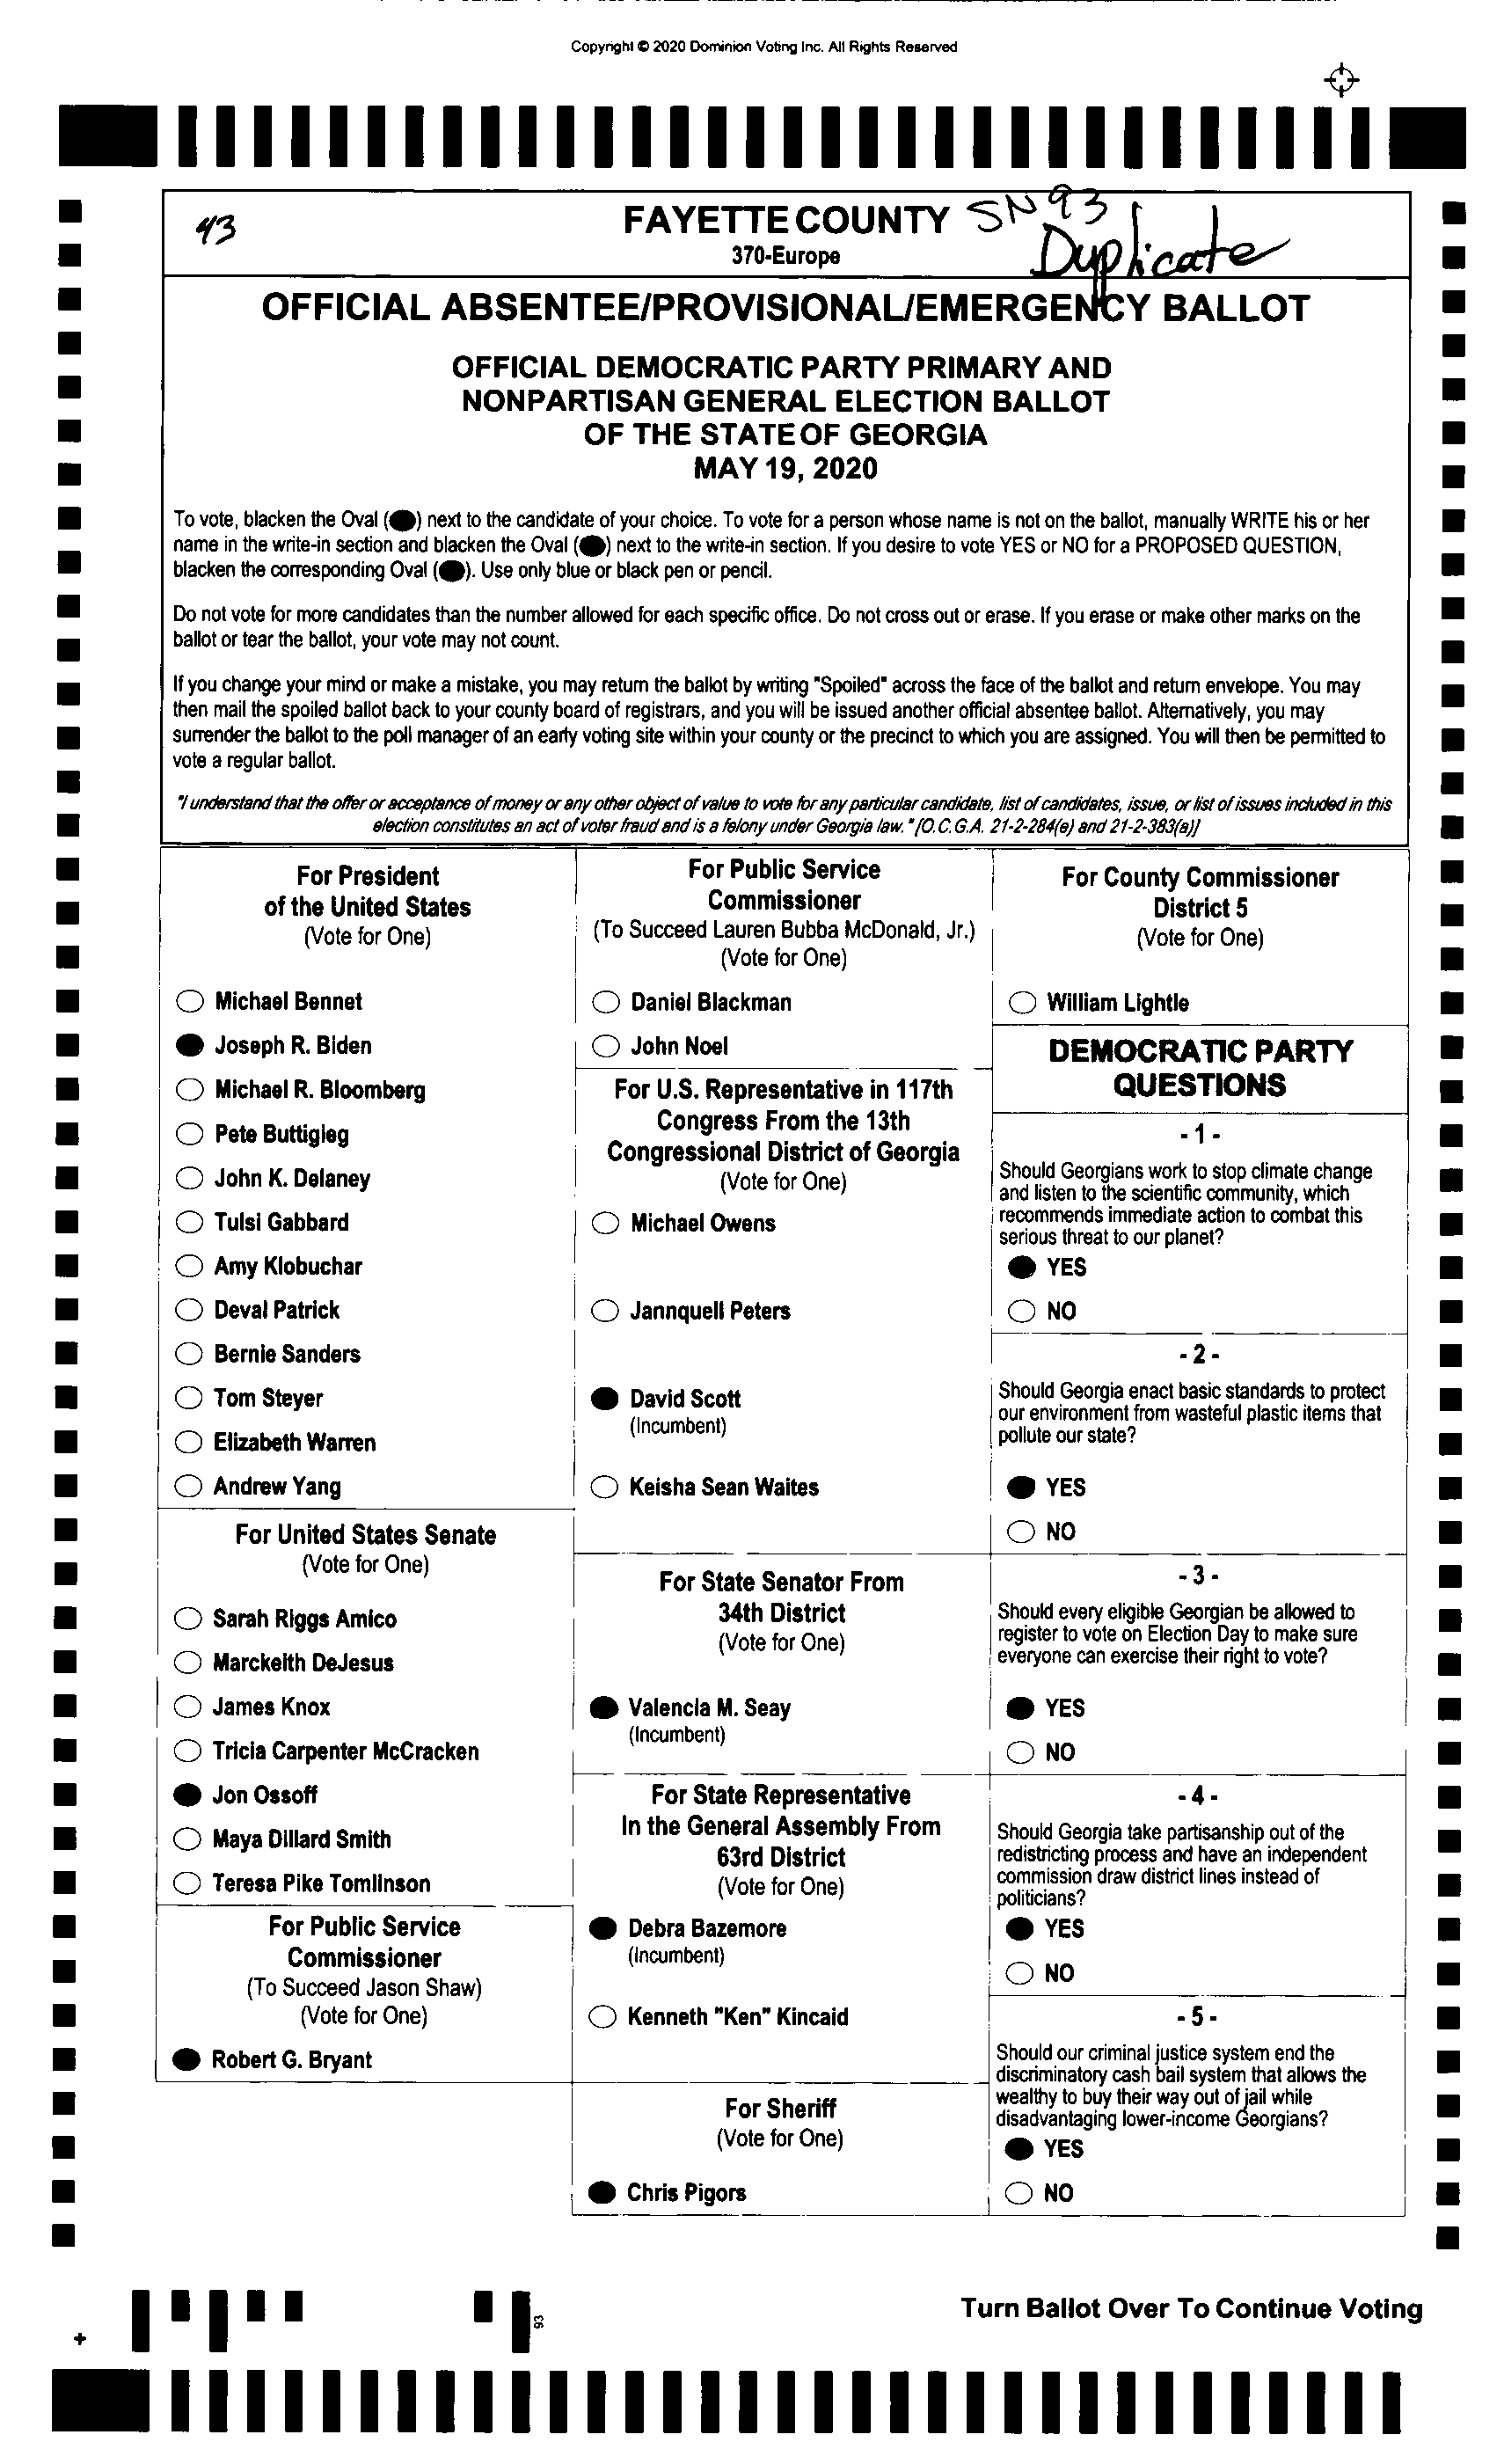 Copyright © 2020 Dominion Voting Inc. All Rights Reserved
43
FAYETTE COUNTY
SN 93
370-Europe
Duplicate
OFFICIAL ABSENTEE/PROVISIONAL/EMERGENCY BALLOT
OFFICIAL DEMOCRATIC PARTY PRIMARY AND
NONPARTISAN GENERAL ELECTION BALLOT
OF THE STATE OF GEORGIA
MAY 19, 2020
To vote, blacken the Oval (●) next to the candidate of your choice. To vote for a person whose name is not on the ballot, manually WRITE his or her
name in the write-in section and blacken the Oval (●) next to the write-in section. If you desire to vote YES or NO for a PROPOSED QUESTION,
blacken the corresponding Oval (●). Use only blue or black pen or pencil.
Do not vote for more candidates than the number allowed for each specific office. Do not cross out or erase. If you erase or make other marks on the
ballot or tear the ballot, your vote may not count.
If you change your mind or make a mistake, you may return the ballot by writing "Spoiled" across the face of the ballot and return envelope. You may
then mail the spoiled ballot back to your county board of registrars, and you will be issued another official absentee ballot. Alternatively, you may
surrender the ballot to the poll manager of an early voting site within your county or the precinct to which you are assigned. You will then be permitted to
vote a regular ballot.
"I understand that the offer or acceptance of money or any other object of value to vote for any particular candidate, list of candidates, issue, or list of issues included in this
election constitutes an act of voter fraud and is a felony under Georgia law." [O.C.G.A. 21-2-284(e) and 21-2-383(a)]
For President
of the United States
(Vote for One)
Michael Bennet
Joseph R. Biden
Michael R. Bloomberg
Pete Buttigieg
John K. Delaney
Tulsi Gabbard
Amy Klobuchar
Deval Patrick
Bernie Sanders
Tom Steyer
Elizabeth Warren
Andrew Yang
For United States Senate
(Vote for One)
Sarah Riggs Amico
Marckeith DeJesus
James Knox
Tricia Carpenter McCracken
Jon Ossoff
Maya Dillard Smith
Teresa Pike Tomlinson
For Public Service
Commissioner
(To Succeed Jason Shaw)
(Vote for One)
Robert G. Bryant
For Public Service
Commissioner
(To Succeed Lauren Bubba McDonald, Jr.)
(Vote for One)
Daniel Blackman
John Noel
For U.S. Representative in 117th
Congress From the 13th
Congressional District of Georgia
(Vote for One)
Michael Owens
Jannquell Peters
David Scott
(Incumbent)
Keisha Sean Waites
For State Senator From
34th District
(Vote for One)
Valencia M. Seay
(Incumbent)
For State Representative
In the General Assembly From
63rd District
(Vote for One)
Debra Bazemore
(Incumbent)
Kenneth "Ken" Kincaid
For Sheriff
(Vote for One)
Chris Pigors
For County Commissioner
District 5
(Vote for One)
William Lightle
DEMOCRATIC PARTY
QUESTIONS
- 1 -
Should Georgians work to stop climate change
and listen to the scientific community, which
recommends immediate action to combat this
serious threat to our planet?
YES
NO
- 2 -
Should Georgia enact basic standards to protect
our environment from wasteful plastic items that
pollute our state?
YES
NO
- 3 -
Should every eligible Georgian be allowed to
register to vote on Election Day to make sure
everyone can exercise their right to vote?
YES
NO
- 4 -
Should Georgia take partisanship out of the
redistricting process and have an independent
commission draw district lines instead of
politicians?
YES
NO
- 5 -
Should our criminal justice system end the
discriminatory cash bail system that allows the
wealthy to buy their way out of jail while
disadvantaging lower-income Georgians?
YES
NO
93
Turn Ballot Over To Continue Voting